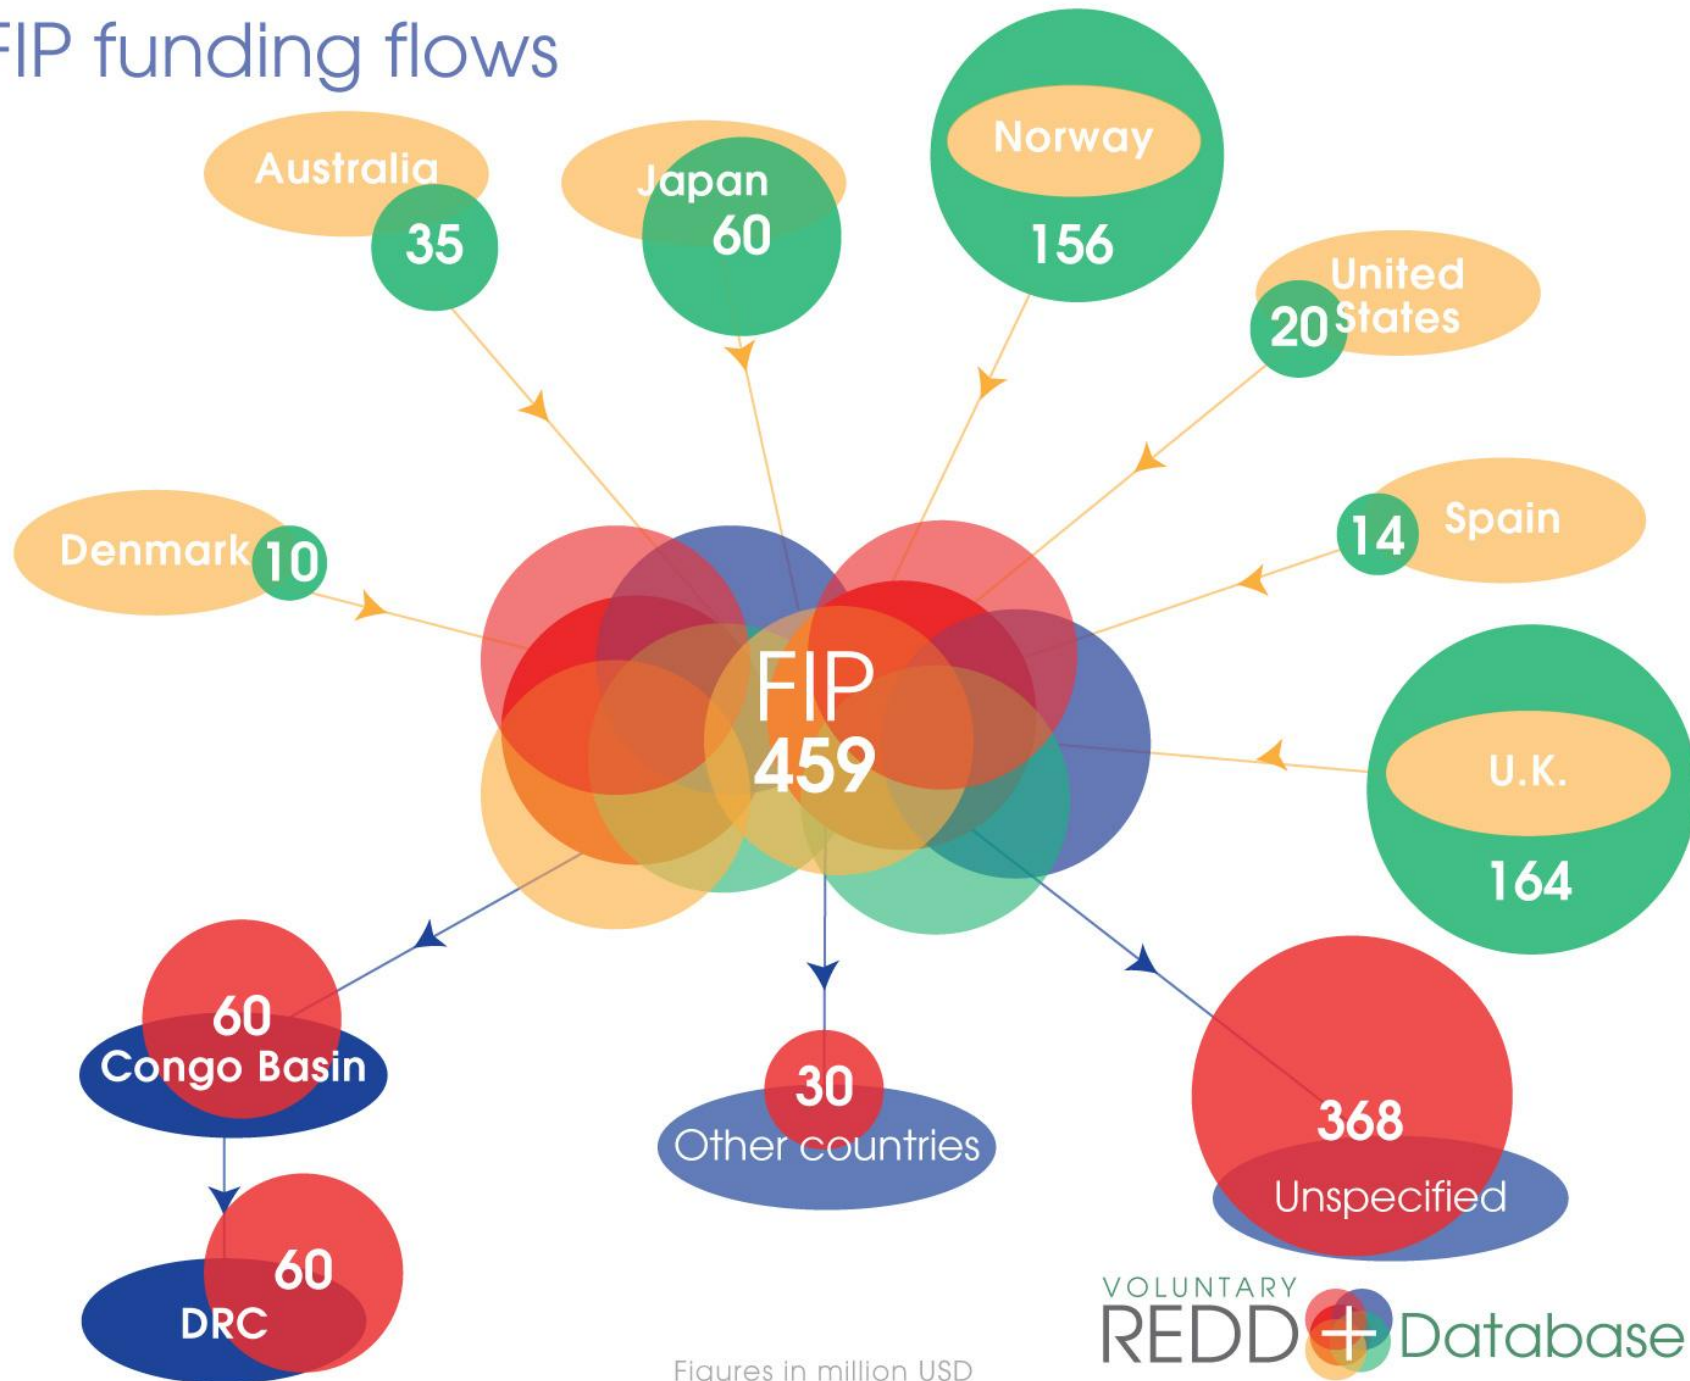 FIP funding flows
Australia
35
Japan
60
Norway
156
United
States
20
Denmark
10
Spain
14
FIP
459
U.K.
164
60
Congo Basin
30
Other countries
368
Unspecified
60
DRC
VOLUNTARY
REDD+ Database
Figures in million USD